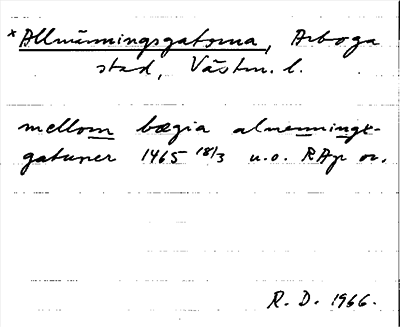 * Allmänningsgatorna, Arboga
stad, Västm. l.
mellom bægia almenningx-
gatuner 1465 18/3 u.o. RAp or.
R. D. 1966.